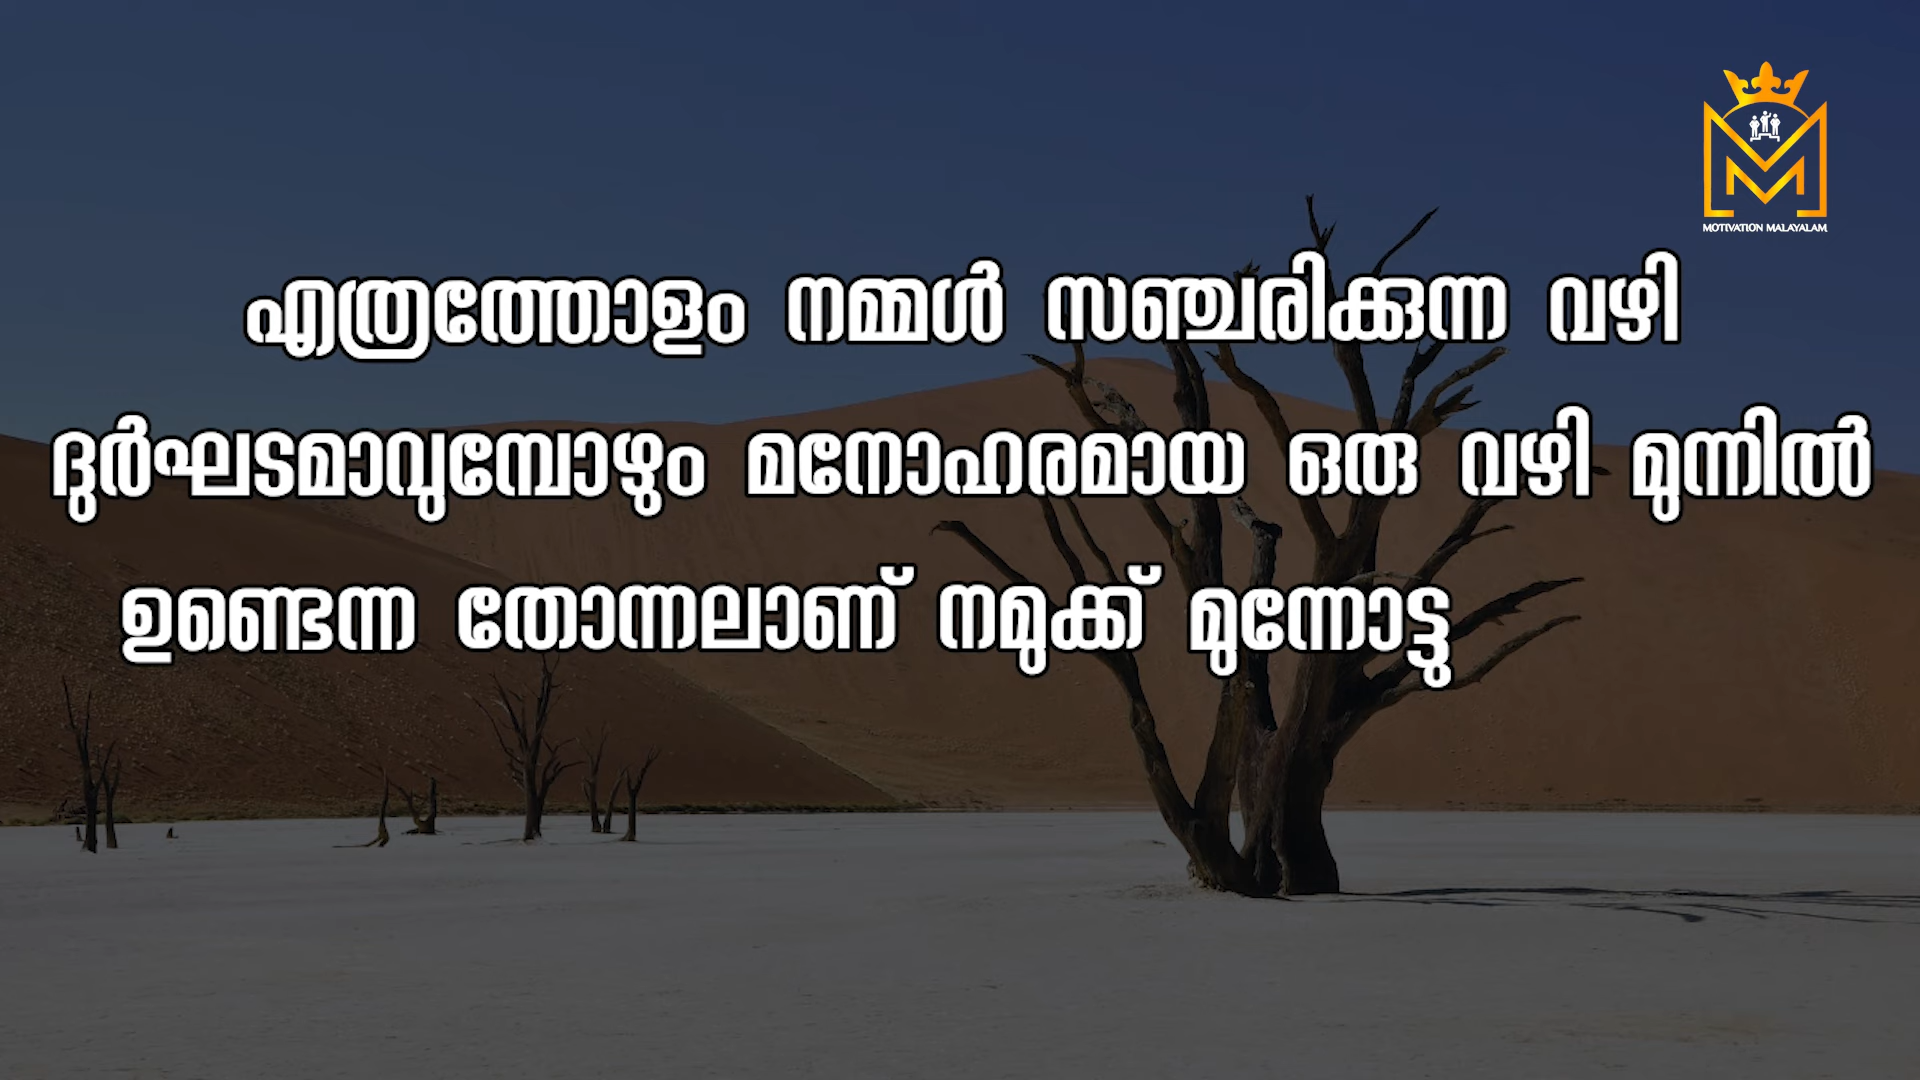 MOTIVATION MALAYALAM
എത്രത്തോളം നമ്മൾ സഞ്ചരിക്കുന്ന വഴി
ദുർഘടമാവുമ്പോഴും മനോഹരമായ ഒരു വഴി മുന്നിൽ
ഉണ്ടെന്ന തോന്നലാണ് നമുക്ക് മുന്നോട്ടു